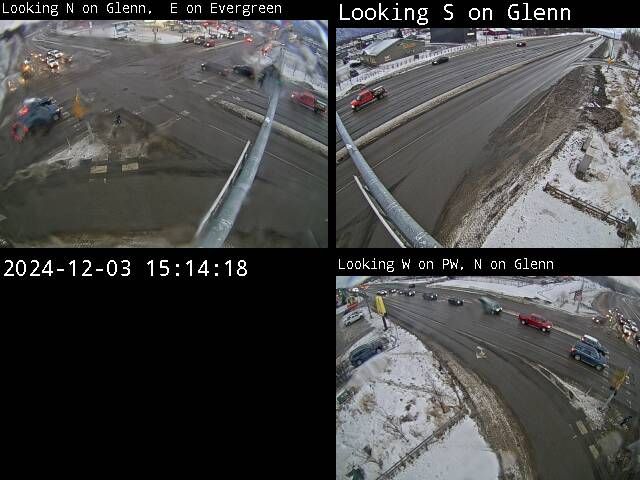 Looking N on Glenn,  E on Evergreen
Looking S on Glenn
2024-12-03 15:14:18
Looking W on PW, N on Glenn